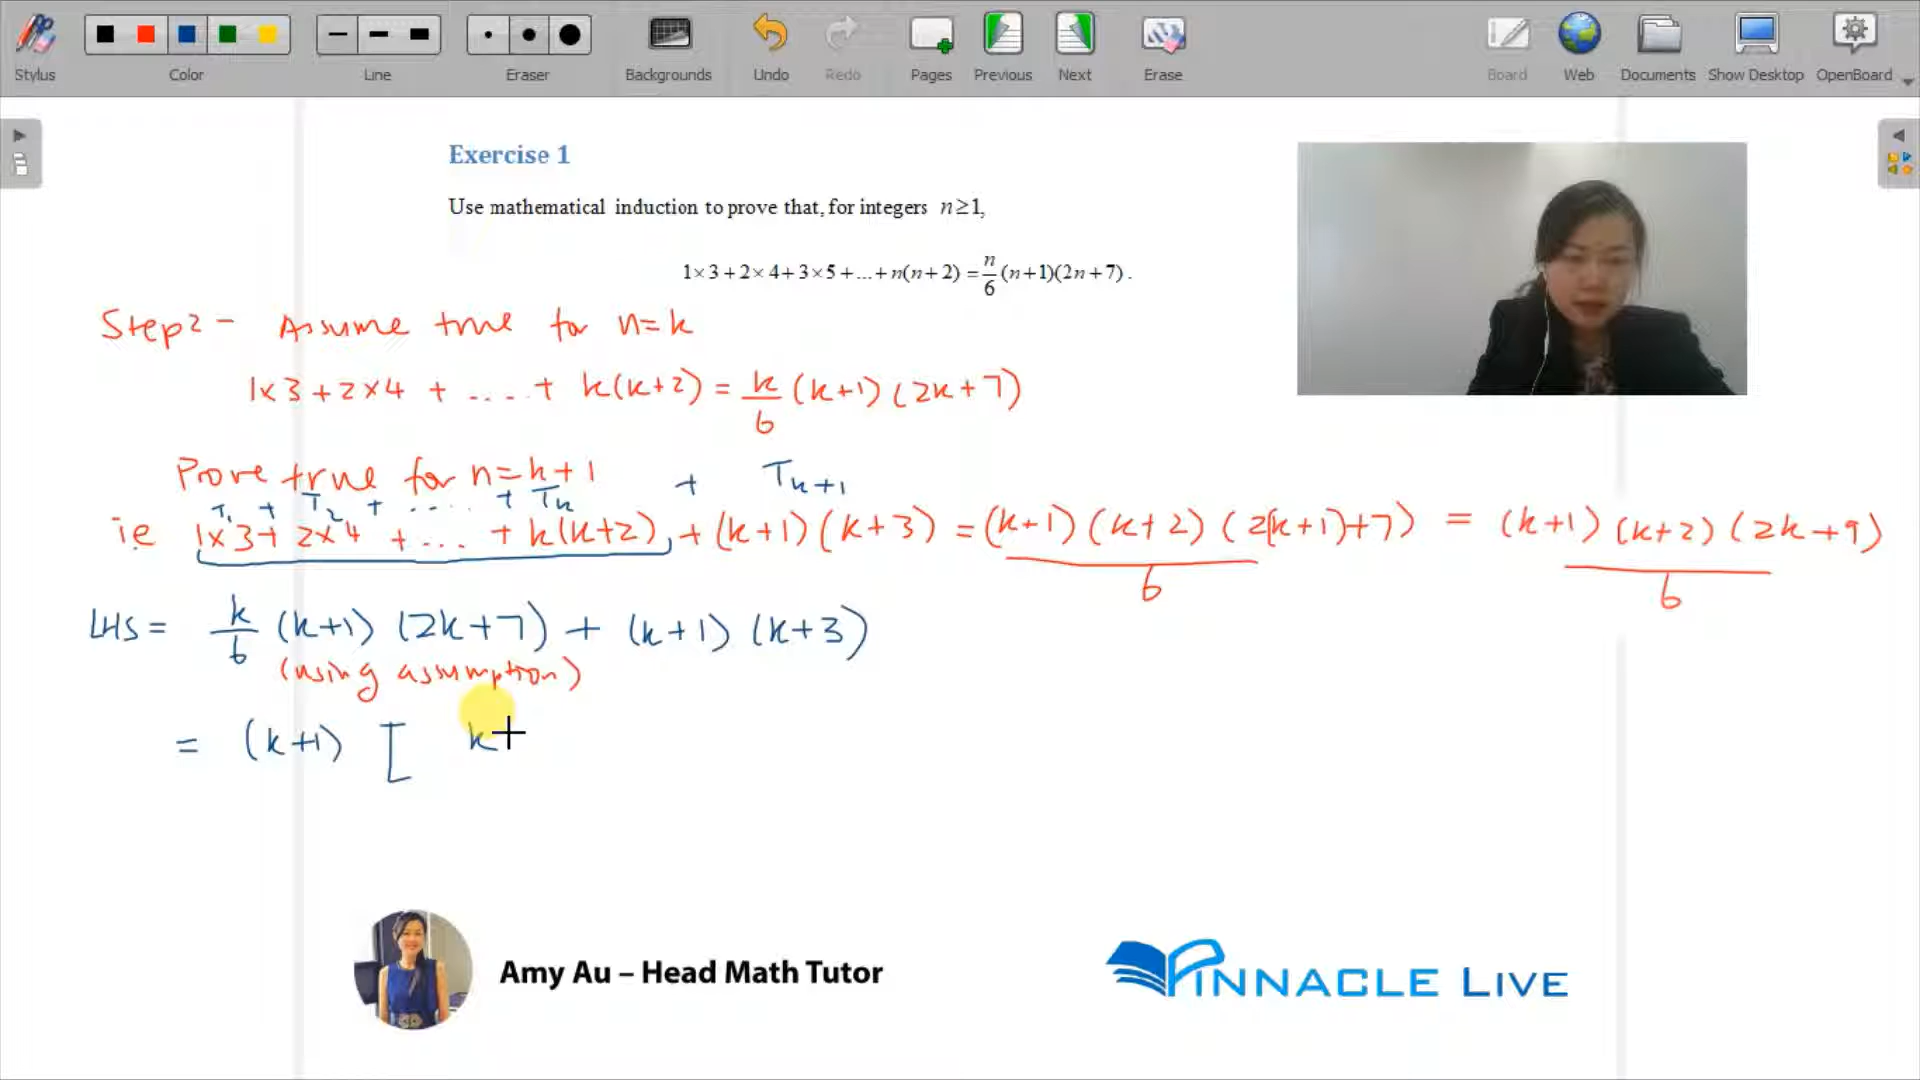 Stylus Color Line Eraser Backgrounds Undo Redo Pages Previous Next Erase Board Web Documents Show Desktop OpenBoard
Exercise 1
Use mathematical induction to prove that, for integers n≥1,
1×3+2×4+3×5+...+n(n+2)=n/6(n+1)(2n+7).
Step 2 - Assume true for n=k
1×3+2×4 + ....+ k(k+2) = k/6 (k+1)(2k+7)
Prove true for n=k+1
T1 + T2 + .... + Tk + Tk+1
i.e 1×3+2×4 +... + k(k+2) + (k+1)(k+3) = (k+1)(k+2)(2(k+1)+7)/6 = (k+1)(k+2)(2k+9)/6
LHS = k/6 (k+1)(2k+7) + (k+1)(k+3)
(using assumption)
= (k+1) [ k
Amy Au – Head Math Tutor
PINNACLE LIVE